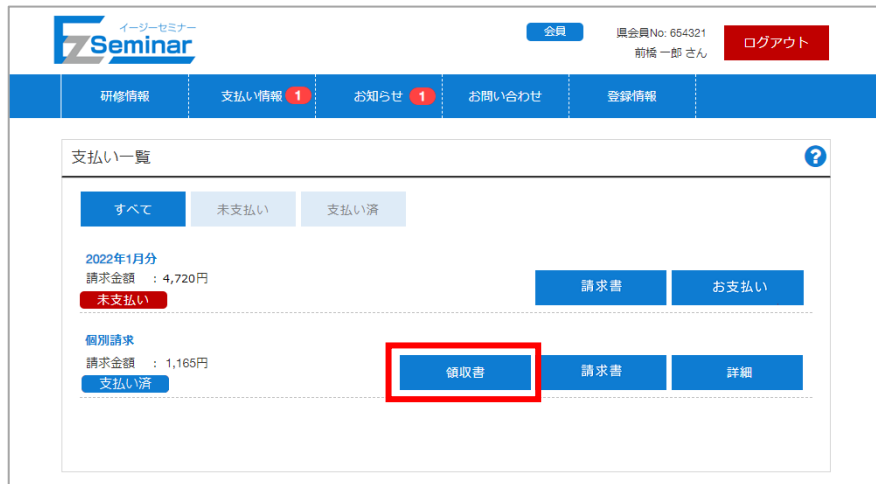 イージーセミナー
EzSeminar
会員
県会員No: 654321
前橋 一郎 さん
ログアウト
研修情報
支払い情報 1
お知らせ 1
お問い合わせ
登録情報
支払い一覧
?
すべて
未支払い
支払い済
2022年1月分
請求金額 : 4,720円
未支払い
請求書
お支払い
個別請求
請求金額 : 1,165円
支払い済
領収書
請求書
詳細